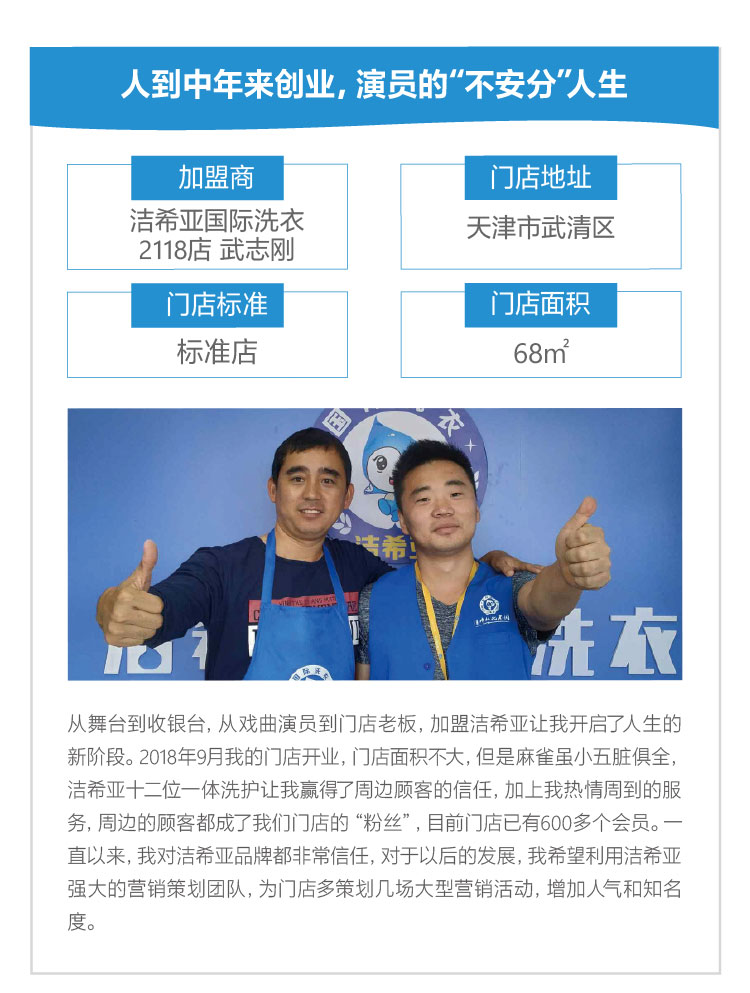 人到中年来创业，演员的“不安分”人生
加盟商
洁希亚国际洗衣
2118店 武志刚
门店地址
天津市武清区
门店标准
标准店
门店面积
68㎡
洁希亚
洗衣
从舞台到收银台，从戏曲演员到门店老板，加盟洁希亚让我开启了人生的
新阶段。2018年9月我的门店开业，门店面积不大，但是麻雀虽小五脏俱全，
洁希亚十二位一体洗护让我赢得了周边顾客的信任，加上我热情周到的服
务，周边的顾客都成了我们门店的“粉丝”，目前门店已有600多个会员。一
直以来，我对洁希亚品牌都非常信任，对于以后的发展，我希望利用洁希亚
强大的营销策划团队，为门店多策划几场大型营销活动，增加人气和知名
度。